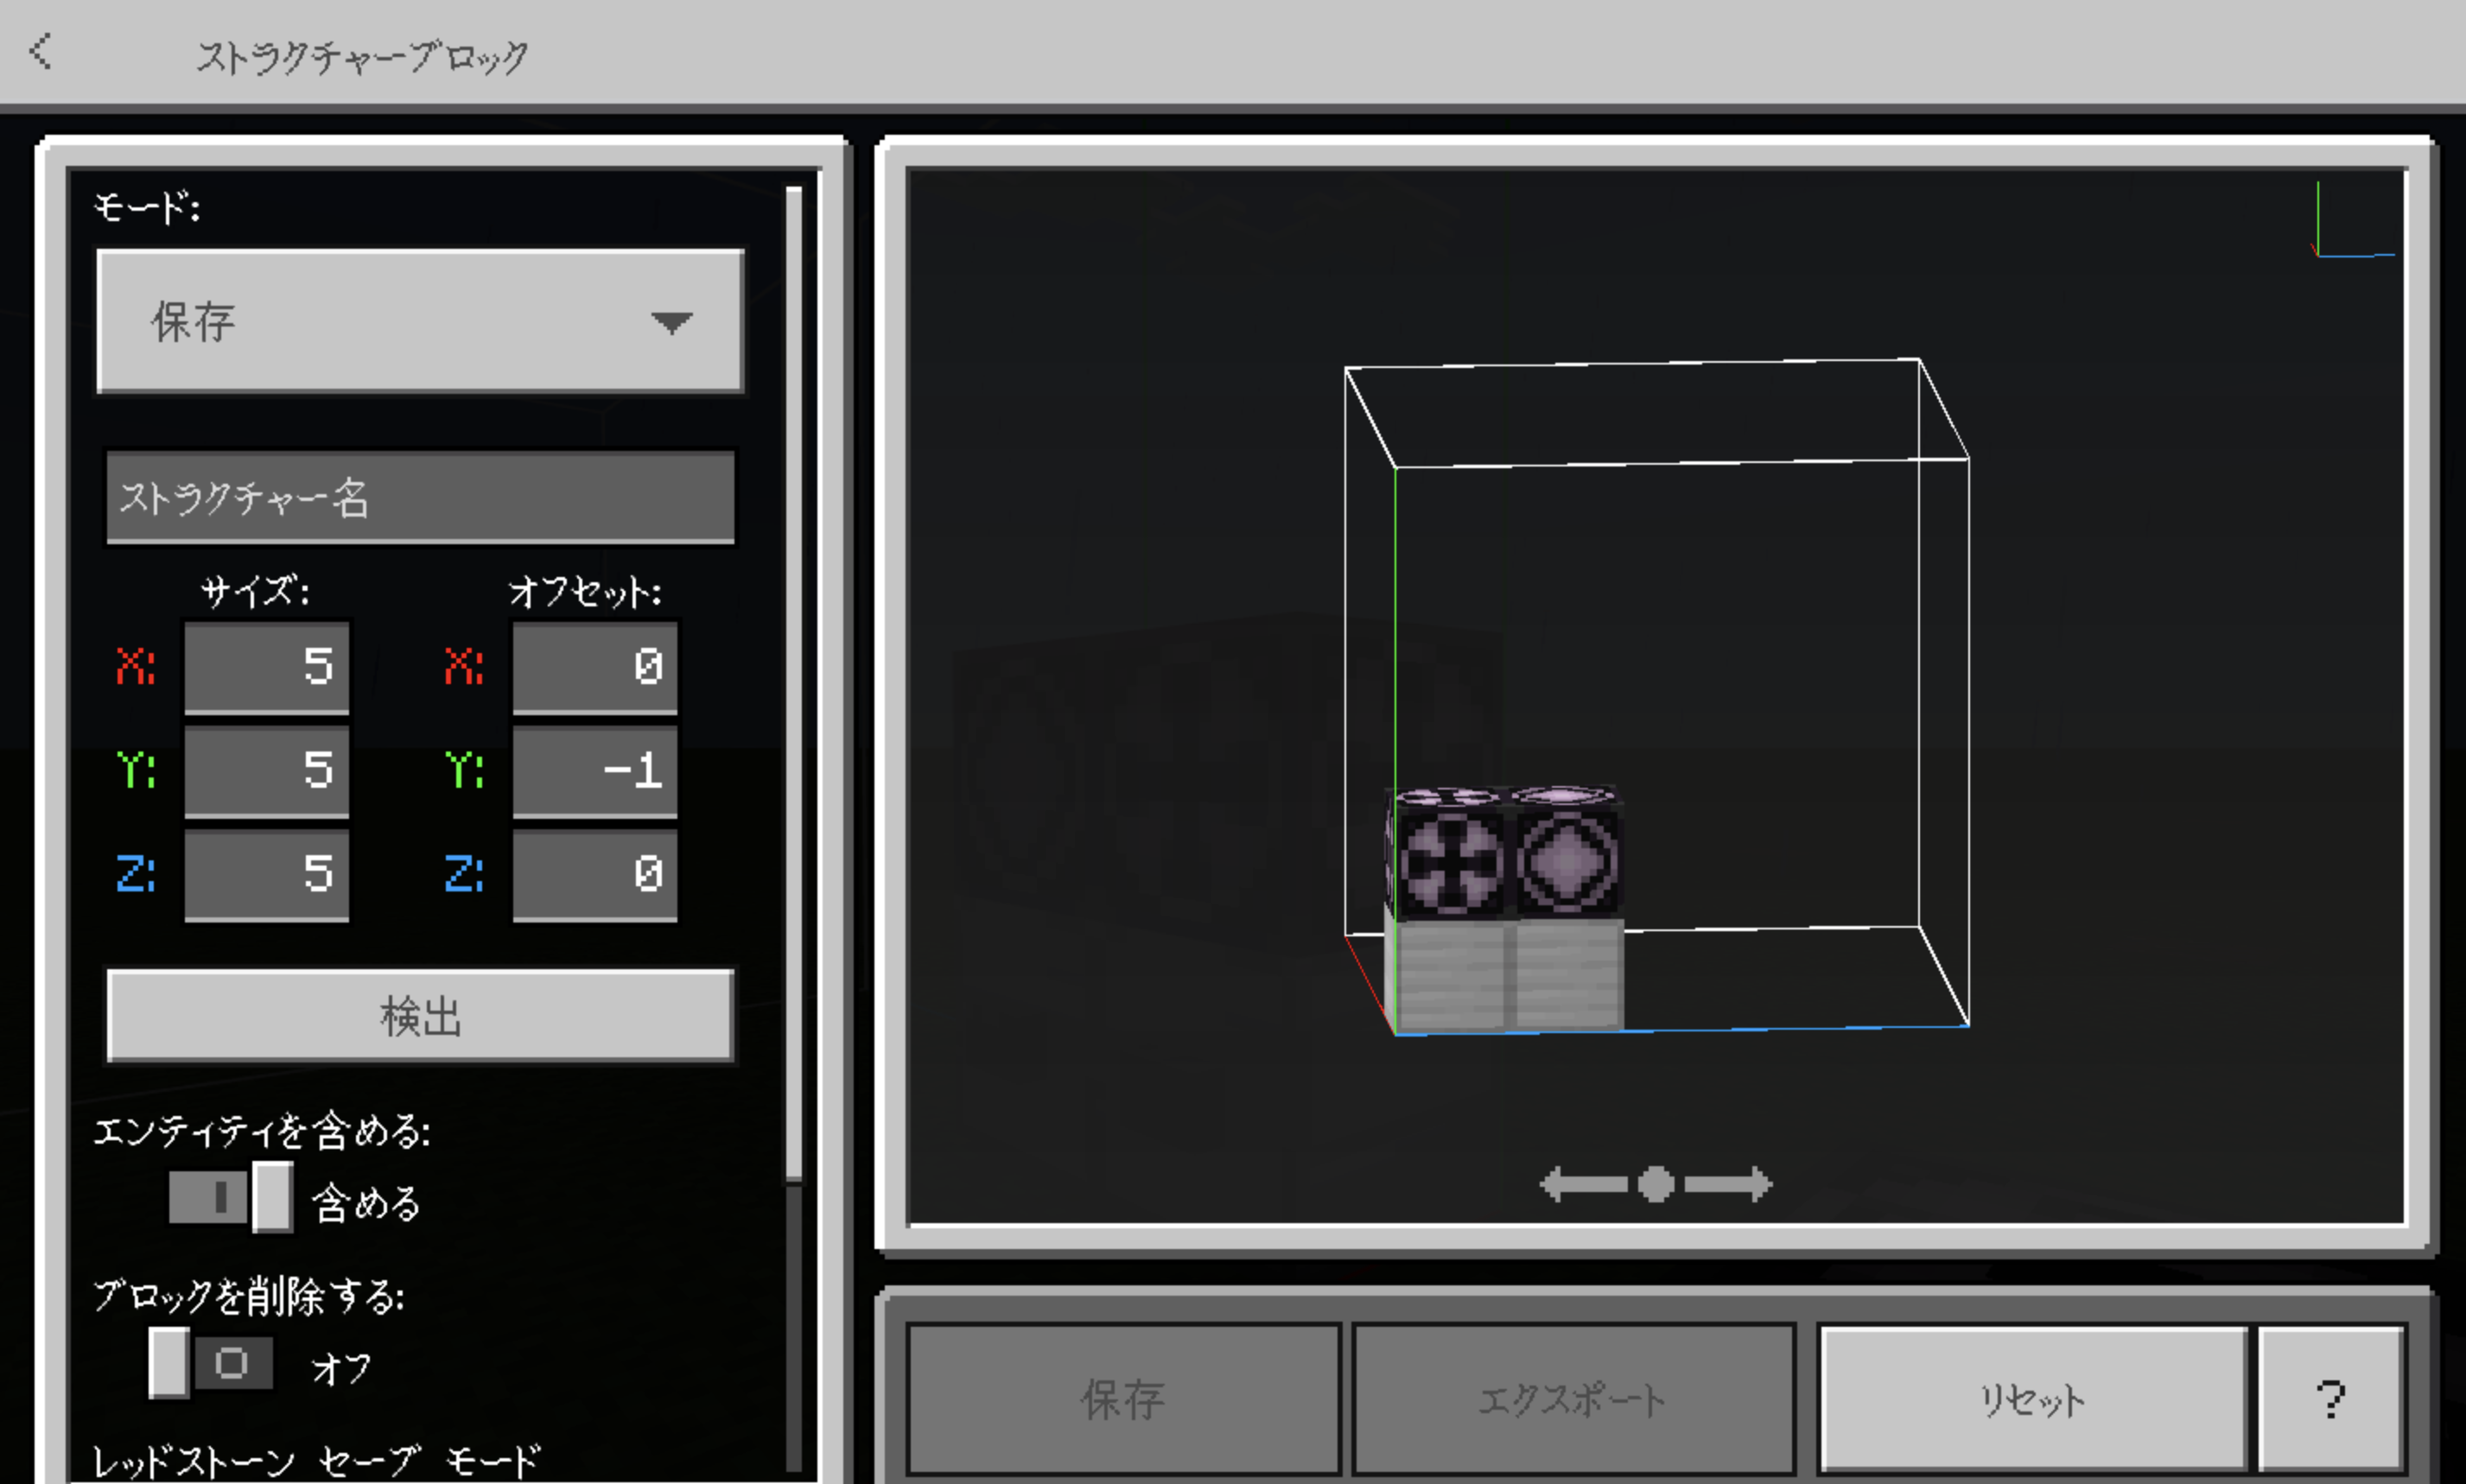 ストラクチャーブロック
モード:
保存
ストラクチャー名
サイズ: オフセット:
X: 5 X: 0
Y: 5 Y: -1
Z: 5 Z: 0
検出
エンティティを含める:
含める
ブロックを削除する:
オフ
レッドストーン セーブ モード
保存 エクスポート リセット ?